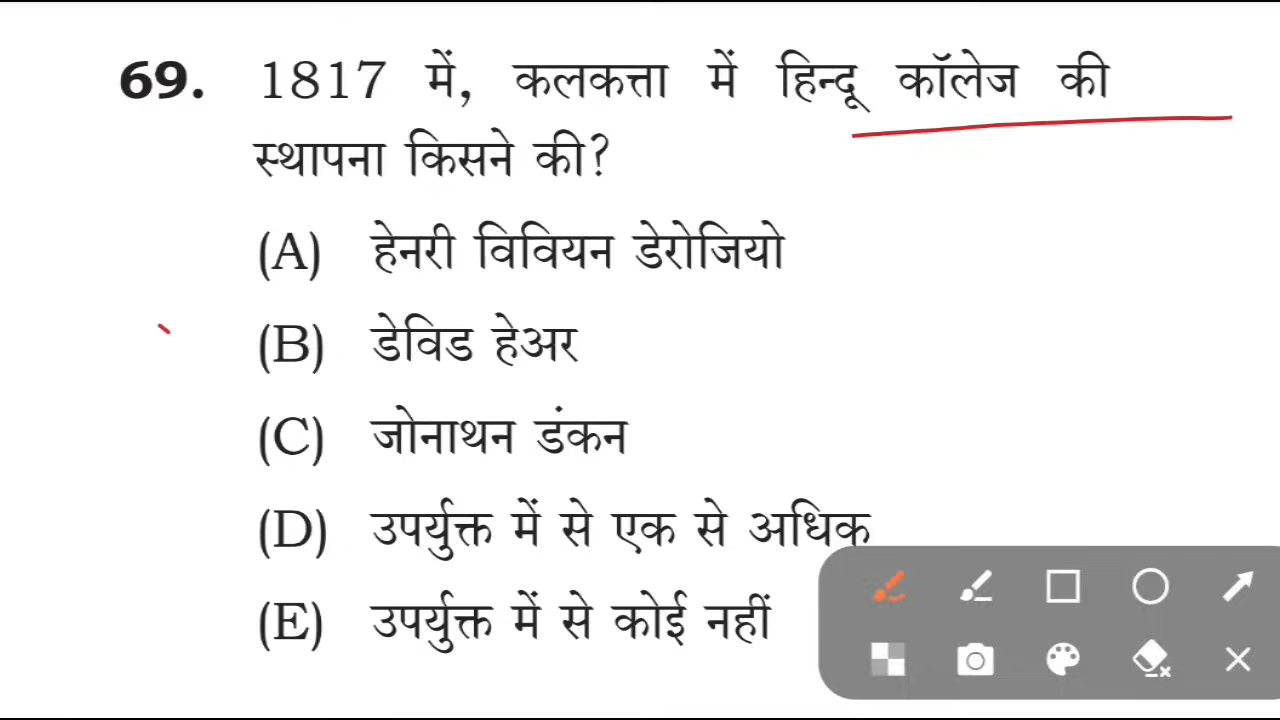 69. 1817 में, कलकत्ता में हिन्दू कॉलेज की
स्थापना किसने की?
(A) हेनरी विवियन डेरोजियो
(B) डेविड हेअर
(C) जोनाथन डंकन
(D) उपर्युक्त में से एक से अधिक
(E) उपर्युक्त में से कोई नहीं